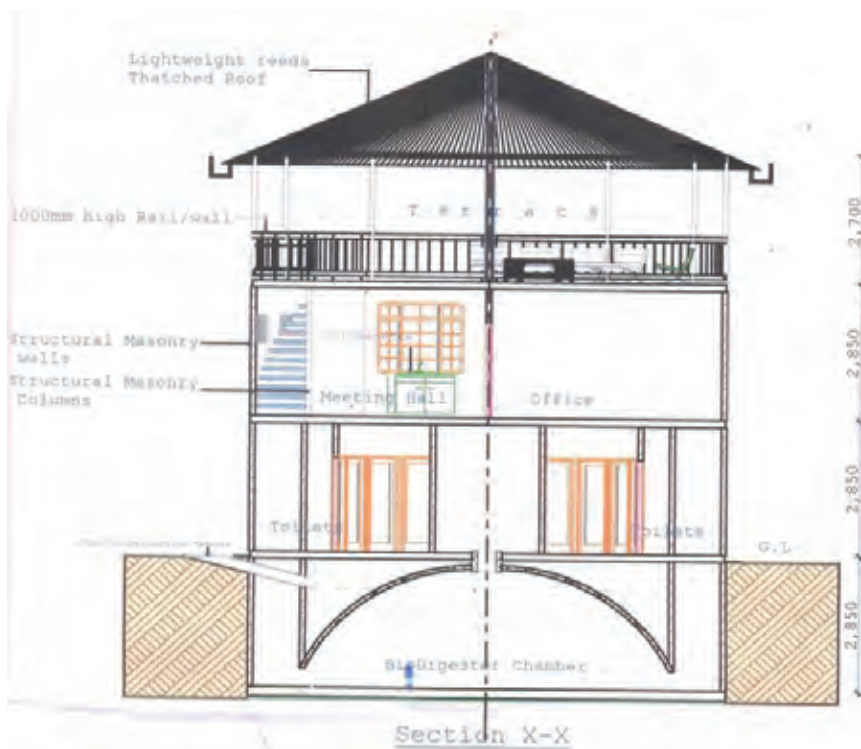 Lightweight reeds
Thatched Roof
1000mm high Rail/wall
Terrace
2,700
Structural Masonry
Walls
Structural Masonry
Columns
Meeting Hall
Office
2,850
Toilets
Toilets
2,850
G.L
BioDigester Chamber
2,850
Section X-X